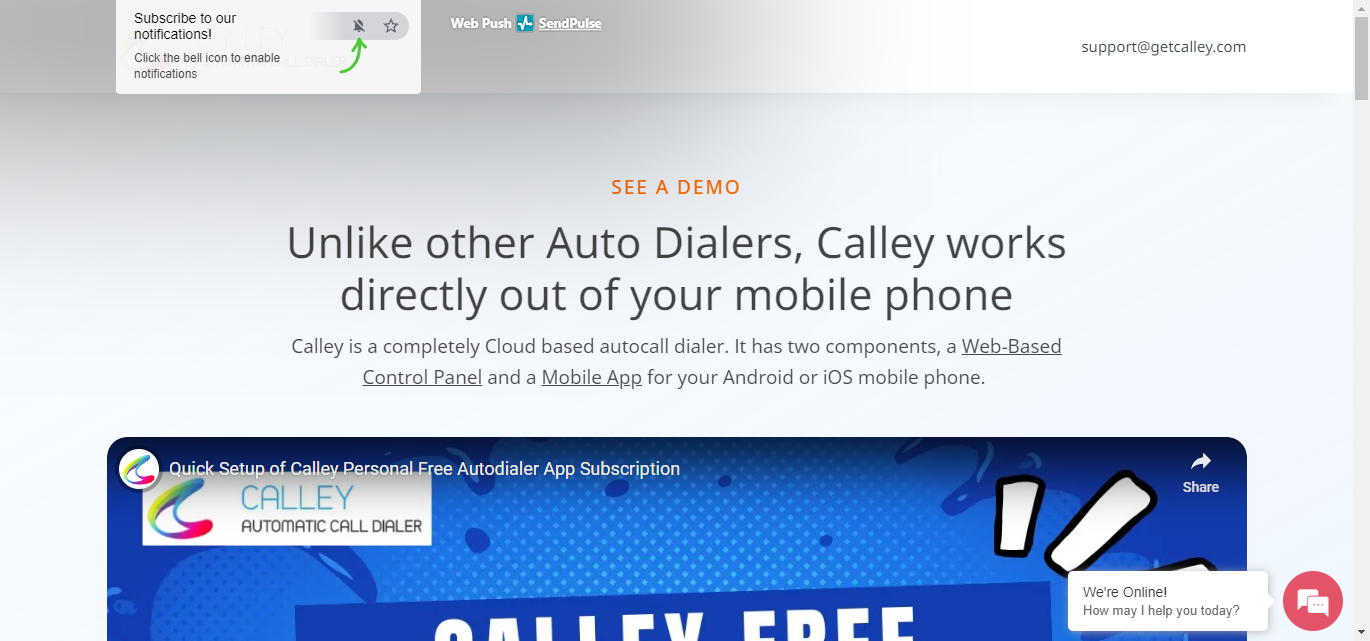 Subscribe to our
notifications!
Click the bell icon to enable
notifications
Web Push SendPulse
support@getcalley.com
SEE A DEMO
Unlike other Auto Dialers, Calley works
directly out of your mobile phone
Calley is a completely Cloud based autocall dialer. It has two components, a Web-Based
Control Panel and a Mobile App for your Android or iOS mobile phone.
Quick Setup of Calley Personal Free Autodialer App Subscription
Share
CALLEY
AUTOMATIC CALL DIALER
CALLEY FREE
We're Online!
How may I help you today?